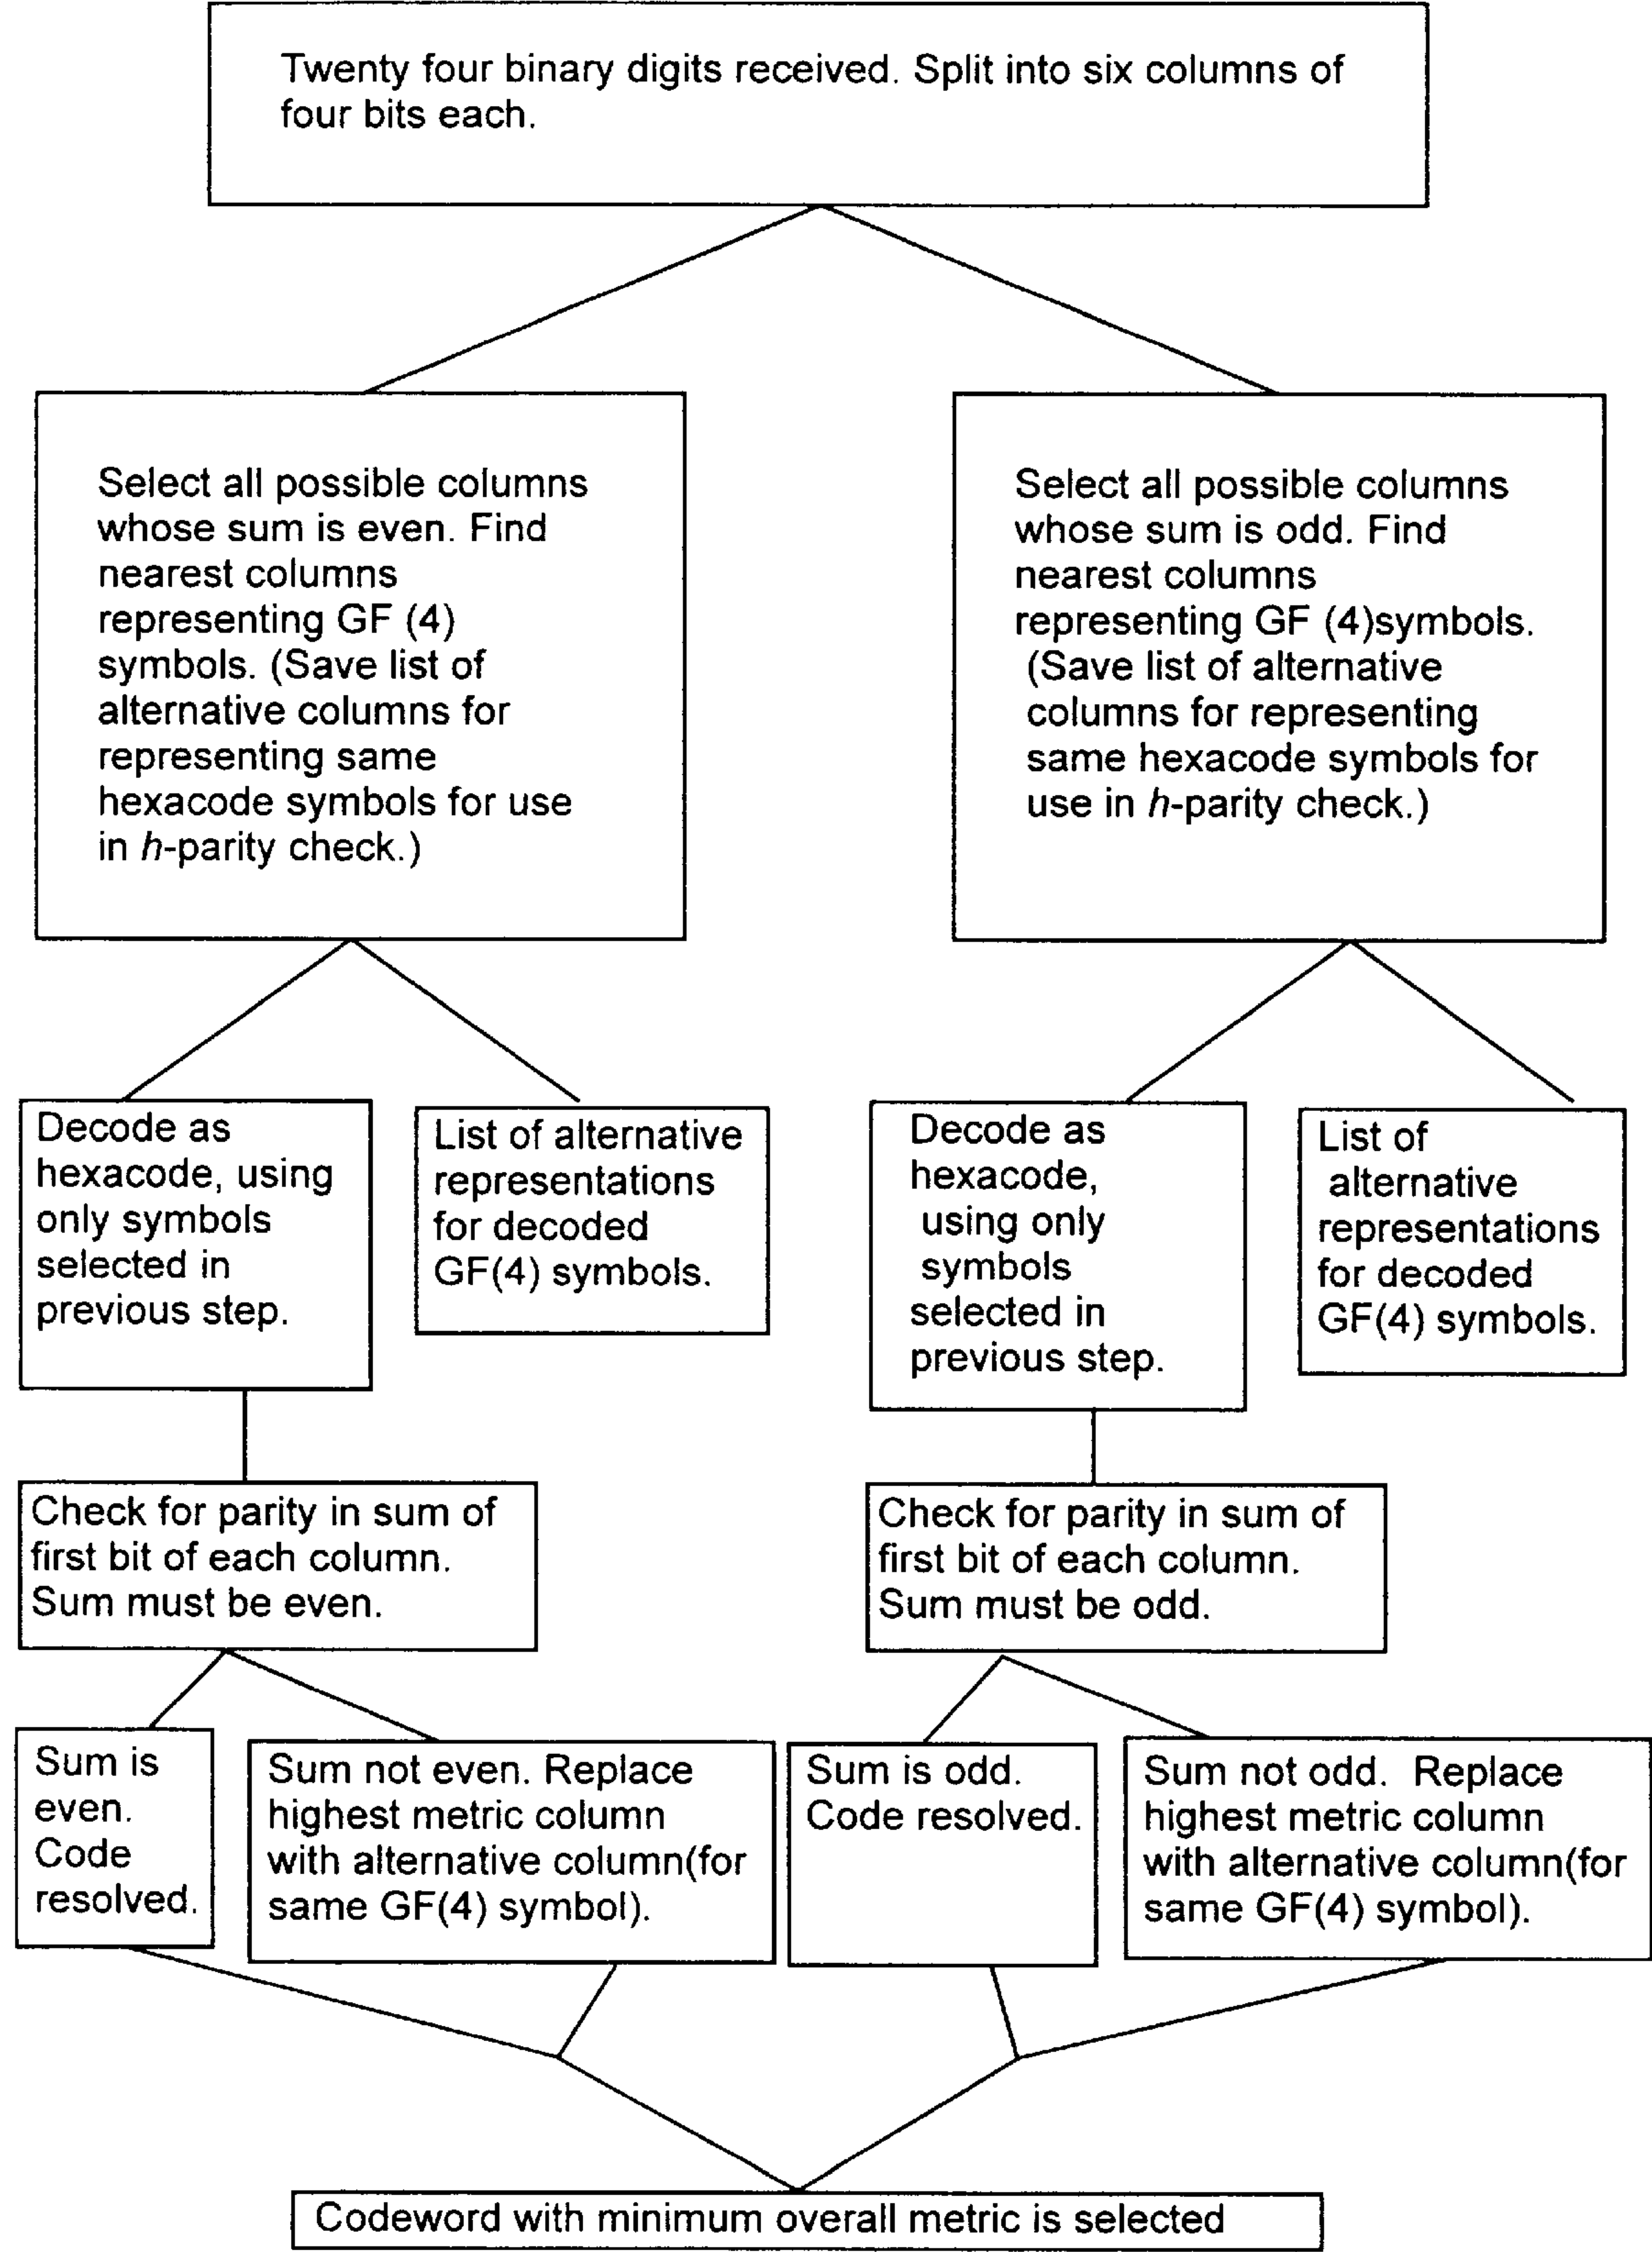 Twenty four binary digits received. Split into six columns of
four bits each.
Select all possible columns
whose sum is even. Find
nearest columns
representing GF (4)
symbols. (Save list of
alternative columns for
representing same
hexacode symbols for use
in h-parity check.)
Select all possible columns
whose sum is odd. Find
nearest columns
representing GF (4)symbols.
(Save list of alternative
columns for representing
same hexacode symbols for
use in h-parity check.)
Decode as
hexacode, using
only symbols
selected in
previous step.
List of alternative
representations
for decoded
GF(4) symbols.
Decode as
hexacode,
using only
symbols
selected in
previous step.
List of
alternative
representations
for decoded
GF(4) symbols.
Check for parity in sum of
first bit of each column.
Sum must be even.
Check for parity in sum of
first bit of each column.
Sum must be odd.
Sum is
even.
Code
resolved.
Sum not even. Replace
highest metric column
with alternative column(for
same GF(4) symbol).
Sum is odd.
Code resolved.
Sum not odd. Replace
highest metric column
with alternative column(for
same GF(4) symbol).
Codeword with minimum overall metric is selected